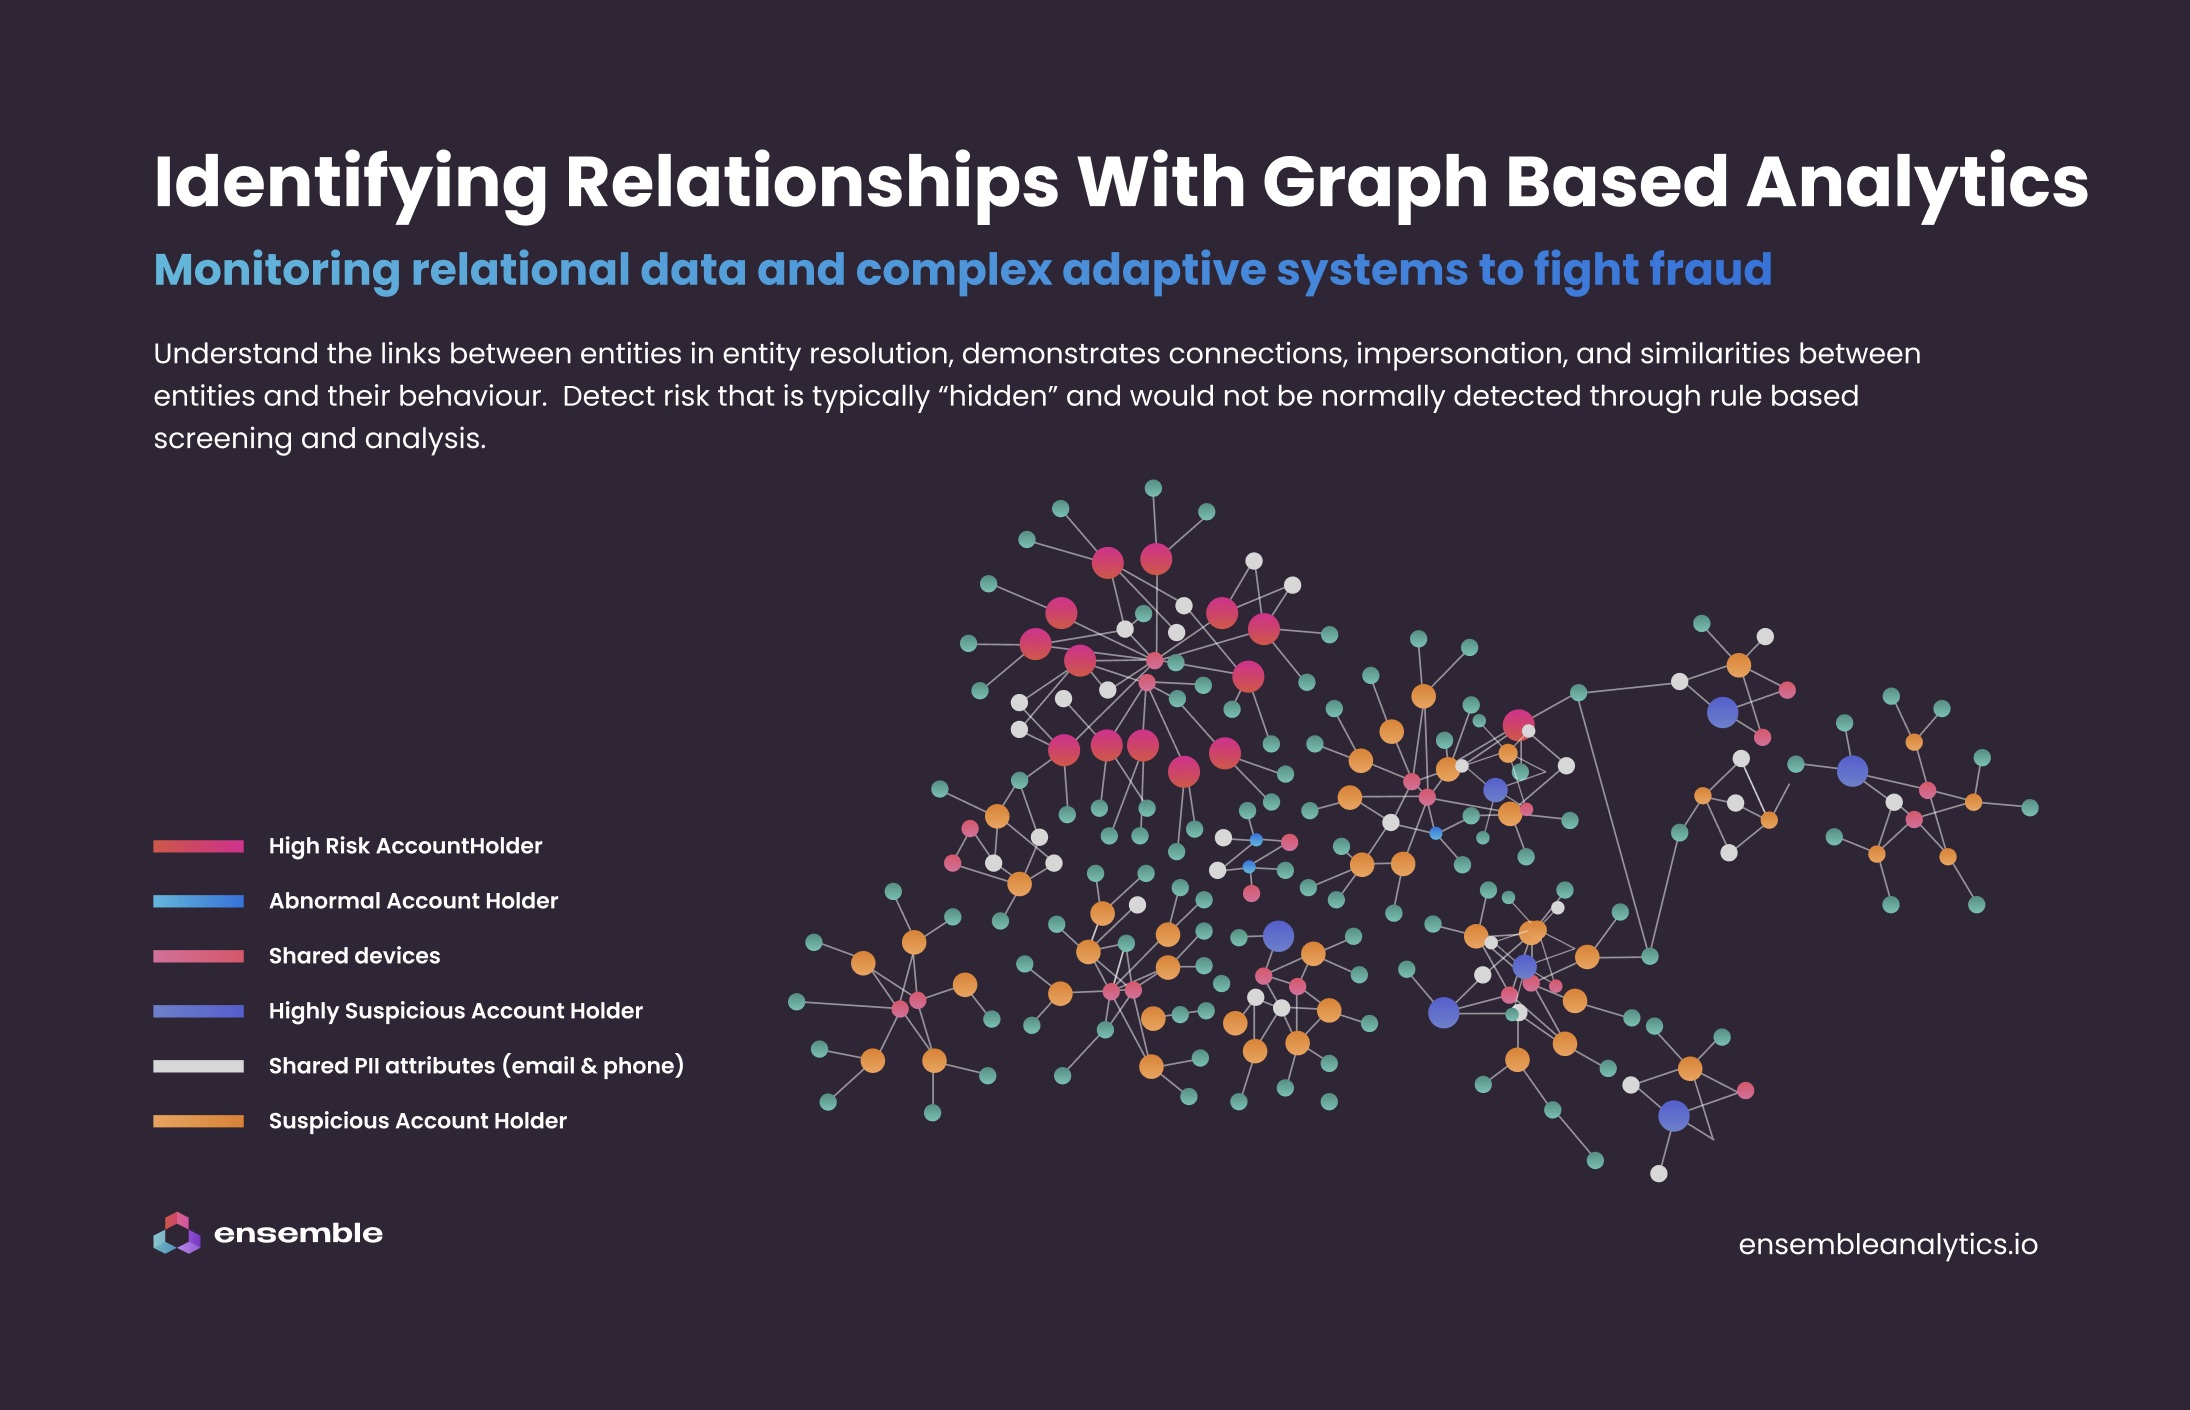 Identifying Relationships With Graph Based Analytics
Monitoring relational data and complex adaptive systems to fight fraud
Understand the links between entities in entity resolution, demonstrates connections, impersonation, and similarities between
entities and their behaviour.  Detect risk that is typically “hidden” and would not be normally detected through rule based
screening and analysis.
High Risk AccountHolder
Abnormal Account Holder
Shared devices
Highly Suspicious Account Holder
Shared PII attributes (email & phone)
Suspicious Account Holder
ensemble
ensembleanalytics.io